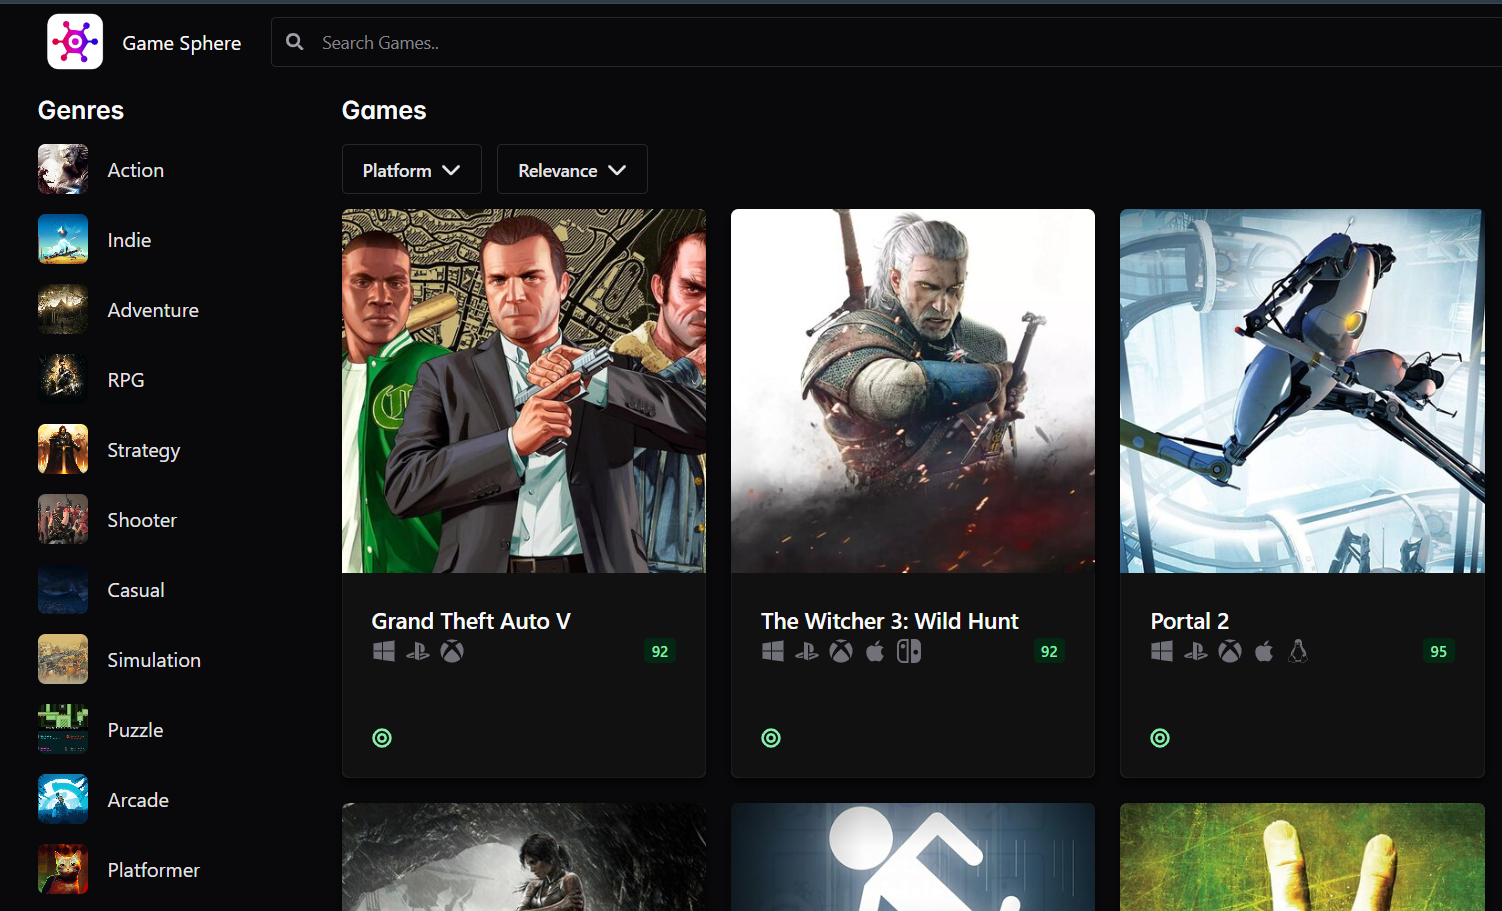 Game Sphere
Search Games..
Genres
Action
Indie
Adventure
RPG
Strategy
Shooter
Casual
Simulation
Puzzle
Arcade
Platformer
Games
Platform
Relevance
Grand Theft Auto V
92
The Witcher 3: Wild Hunt
92
Portal 2
95